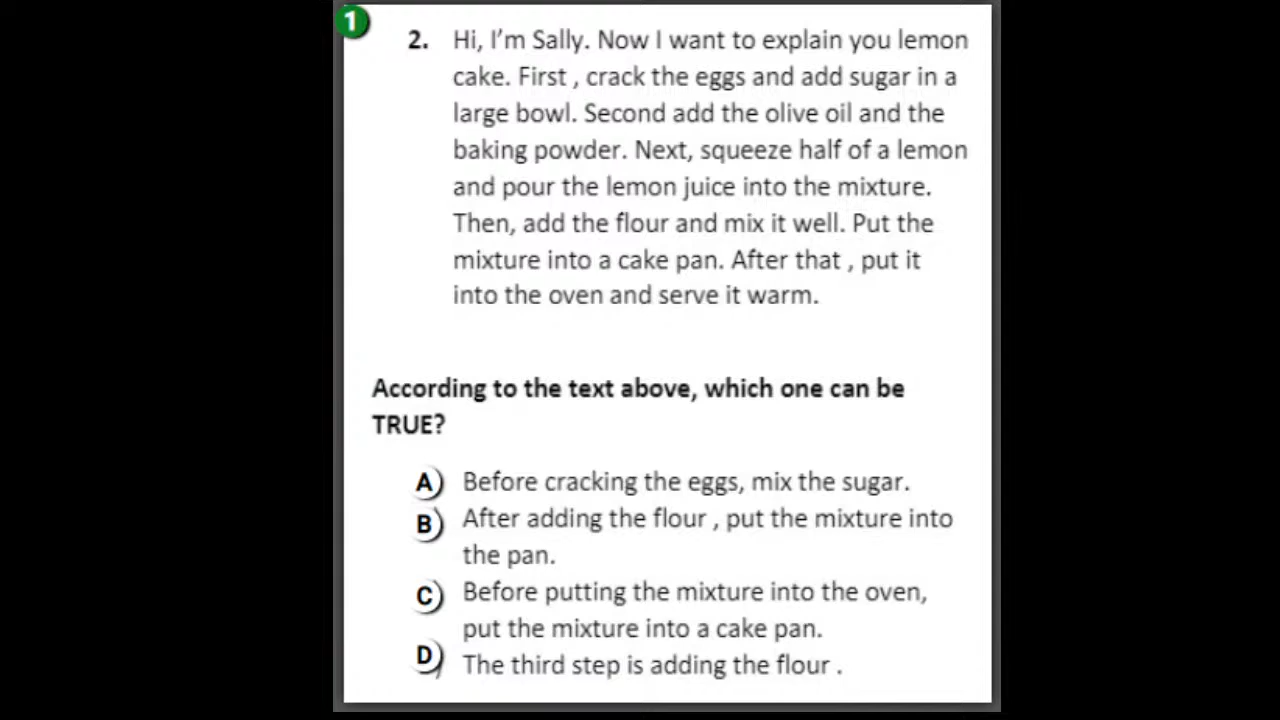 1
2. Hi, I'm Sally. Now I want to explain you lemon
cake. First , crack the eggs and add sugar in a
large bowl. Second add the olive oil and the
baking powder. Next, squeeze half of a lemon
and pour the lemon juice into the mixture.
Then, add the flour and mix it well. Put the
mixture into a cake pan. After that , put it
into the oven and serve it warm.
According to the text above, which one can be
TRUE?
A) Before cracking the eggs, mix the sugar.
B) After adding the flour , put the mixture into
the pan.
C) Before putting the mixture into the oven,
put the mixture into a cake pan.
D) The third step is adding the flour .